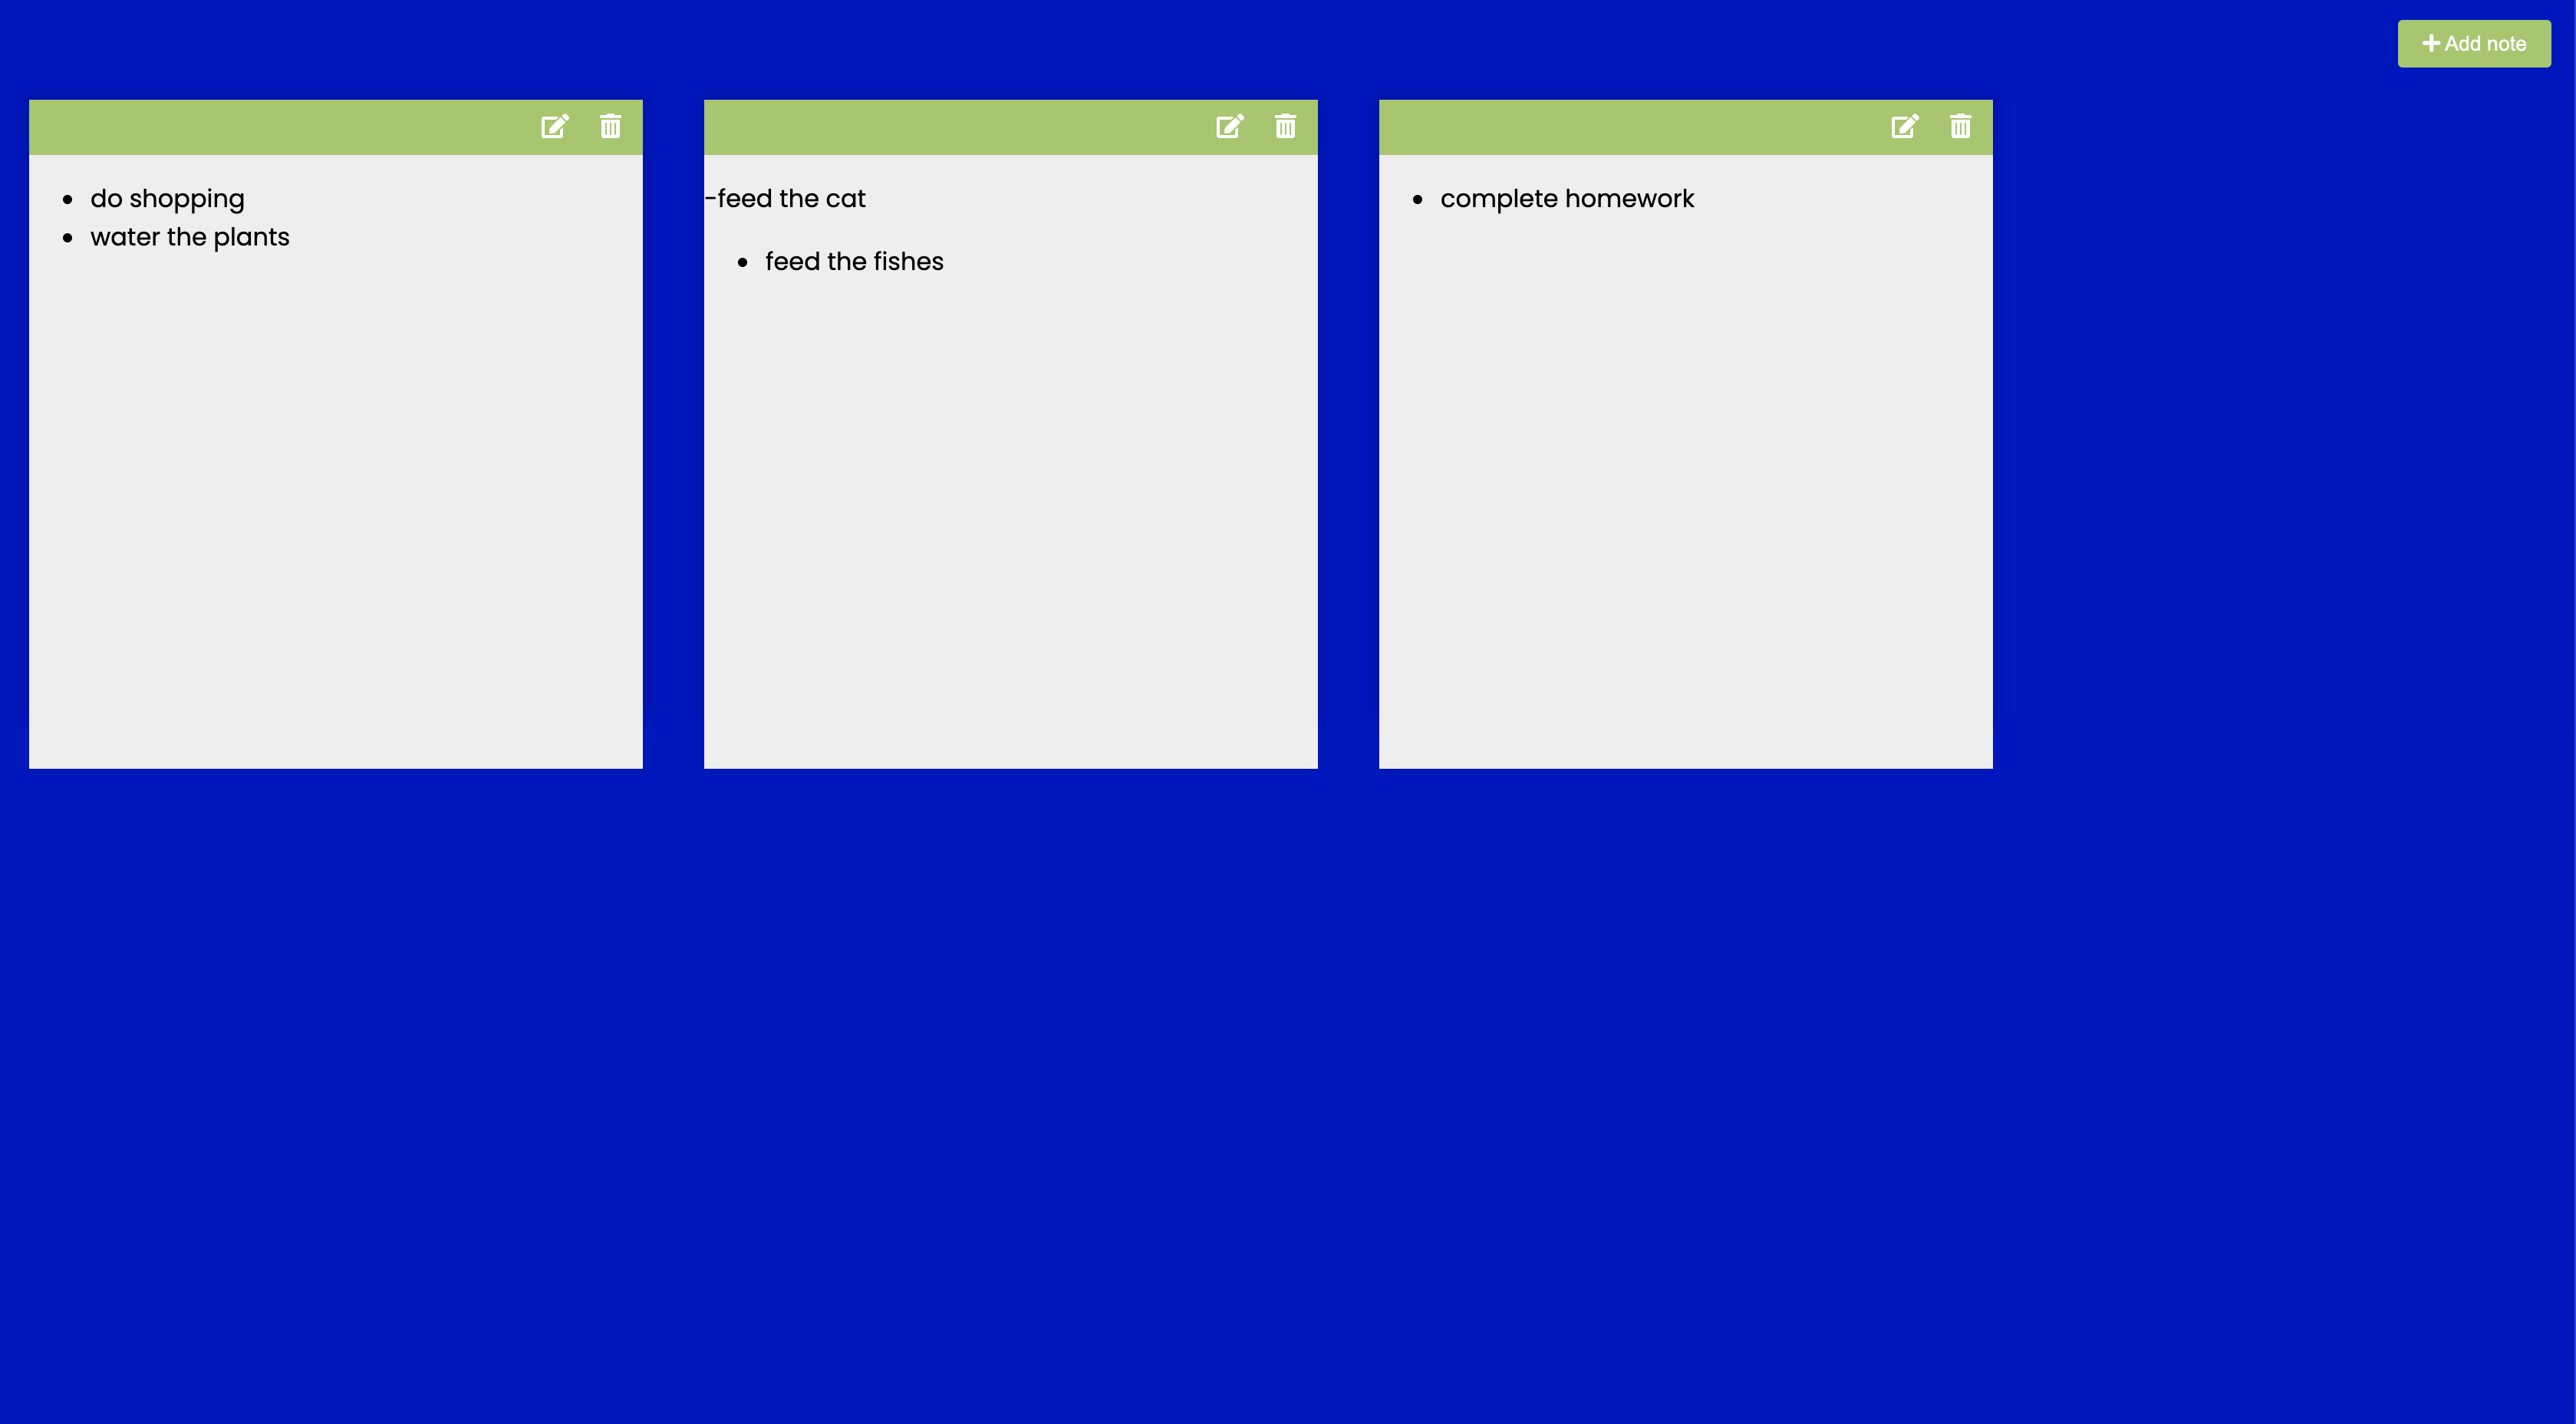 Add note
• do shopping
• water the plants
-feed the cat
• feed the fishes
• complete homework